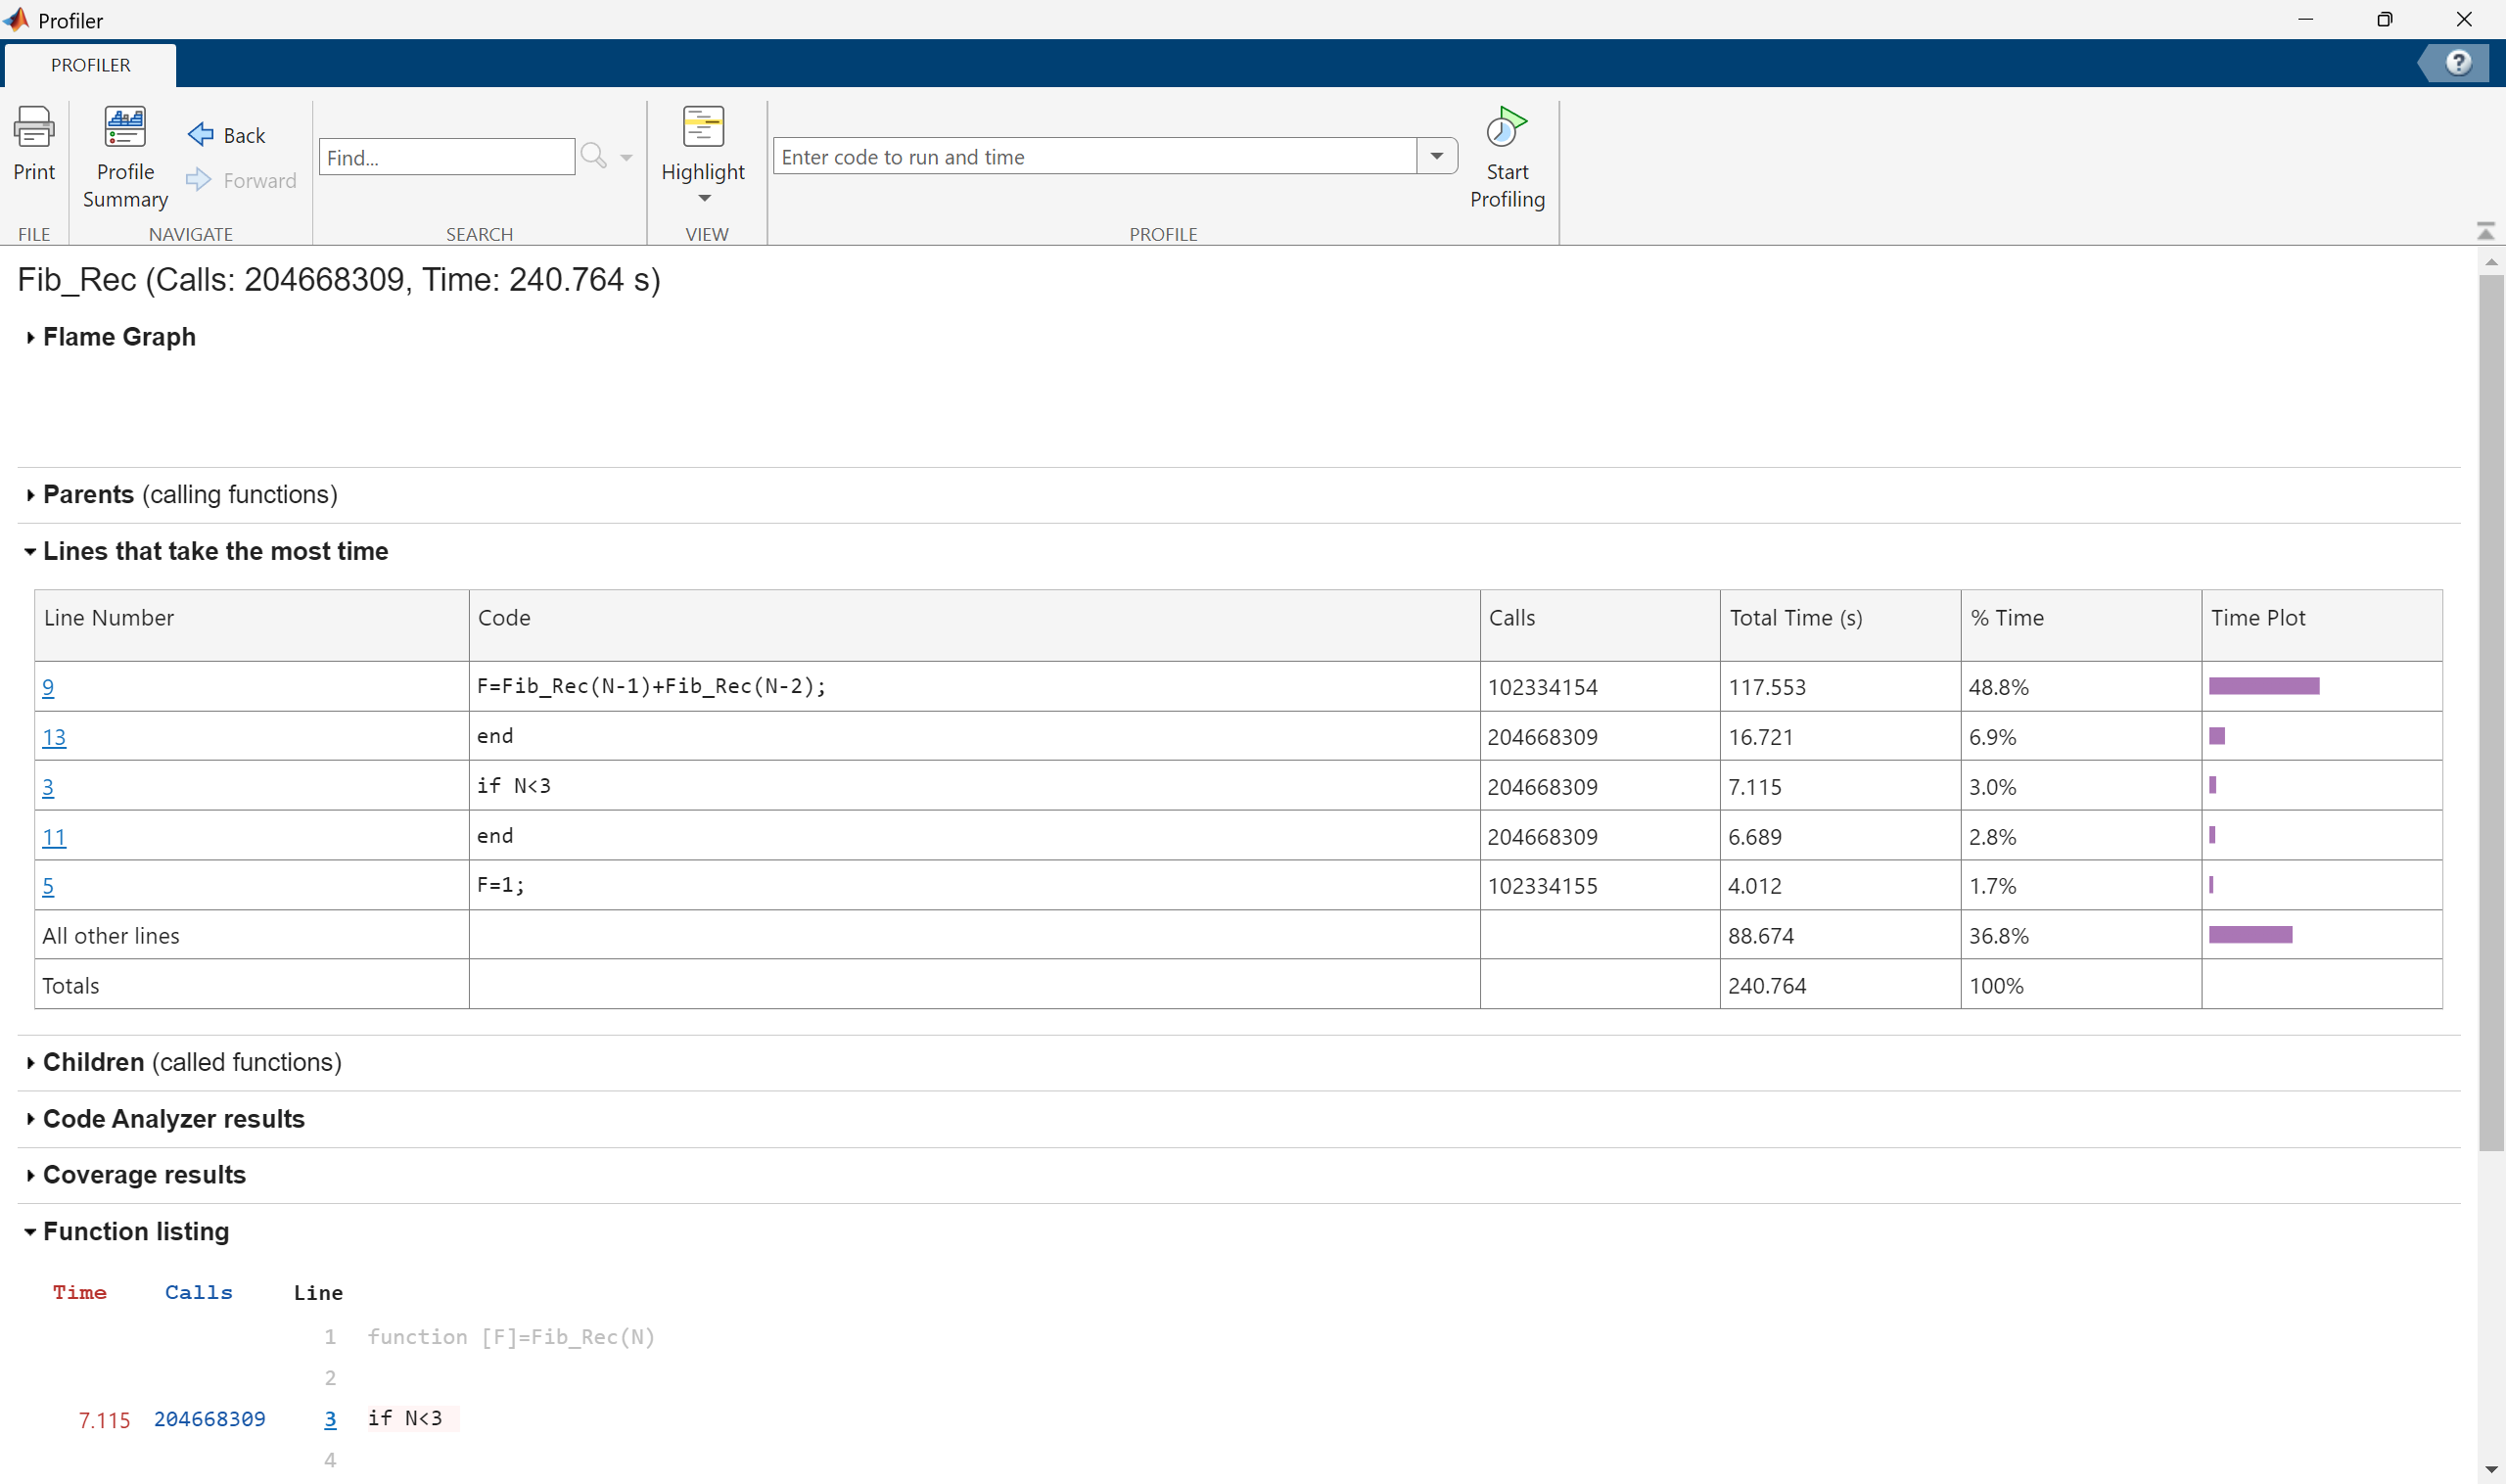 Profiler
PROFILER
Print
Profile Summary
Back
Forward
Find...
Highlight
Enter code to run and time
Start Profiling
FILE
NAVIGATE
SEARCH
VIEW
PROFILE
Fib_Rec (Calls: 204668309, Time: 240.764 s)
Flame Graph
Parents (calling functions)
Lines that take the most time
Line Number Code Calls Total Time (s) % Time Time Plot
9 F=Fib_Rec(N-1)+Fib_Rec(N-2); 102334154 117.553 48.8%
13 end 204668309 16.721 6.9%
3 if N<3 204668309 7.115 3.0%
11 end 204668309 6.689 2.8%
5 F=1; 102334155 4.012 1.7%
All other lines 88.674 36.8%
Totals 240.764 100%
Children (called functions)
Code Analyzer results
Coverage results
Function listing
Time Calls Line
1 function [F]=Fib_Rec(N)
2
7.115 204668309 3 if N<3
4